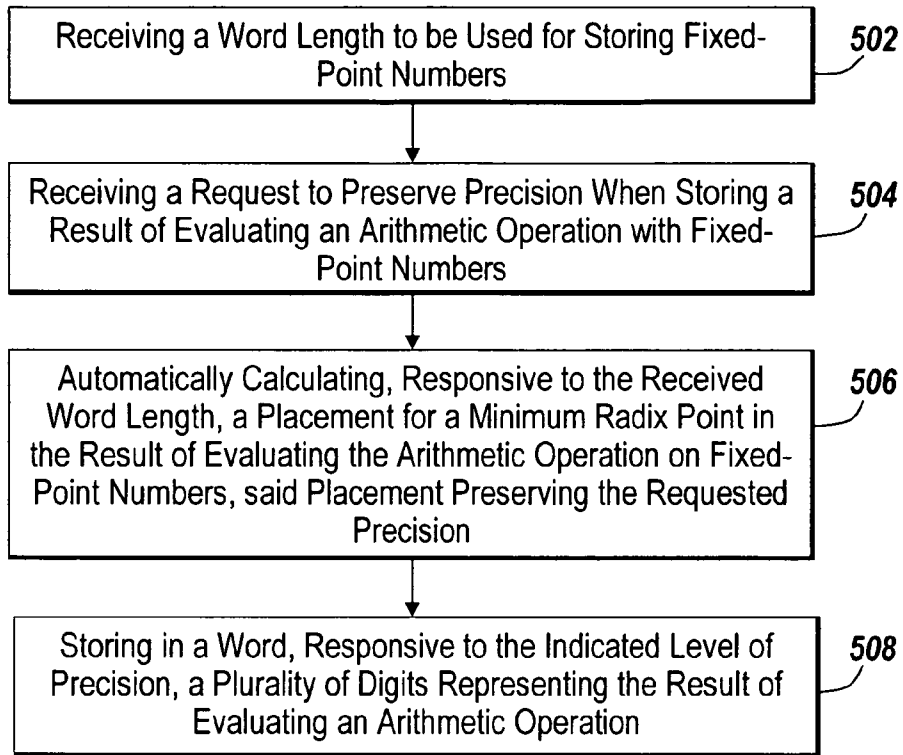 Receiving a Word Length to be Used for Storing Fixed-
Point Numbers
502
Receiving a Request to Preserve Precision When Storing a
Result of Evaluating an Arithmetic Operation with Fixed-
Point Numbers
504
Automatically Calculating, Responsive to the Received
Word Length, a Placement for a Minimum Radix Point in
the Result of Evaluating the Arithmetic Operation on Fixed-
Point Numbers, said Placement Preserving the Requested
Precision
506
Storing in a Word, Responsive to the Indicated Level of
Precision, a Plurality of Digits Representing the Result of
Evaluating an Arithmetic Operation
508